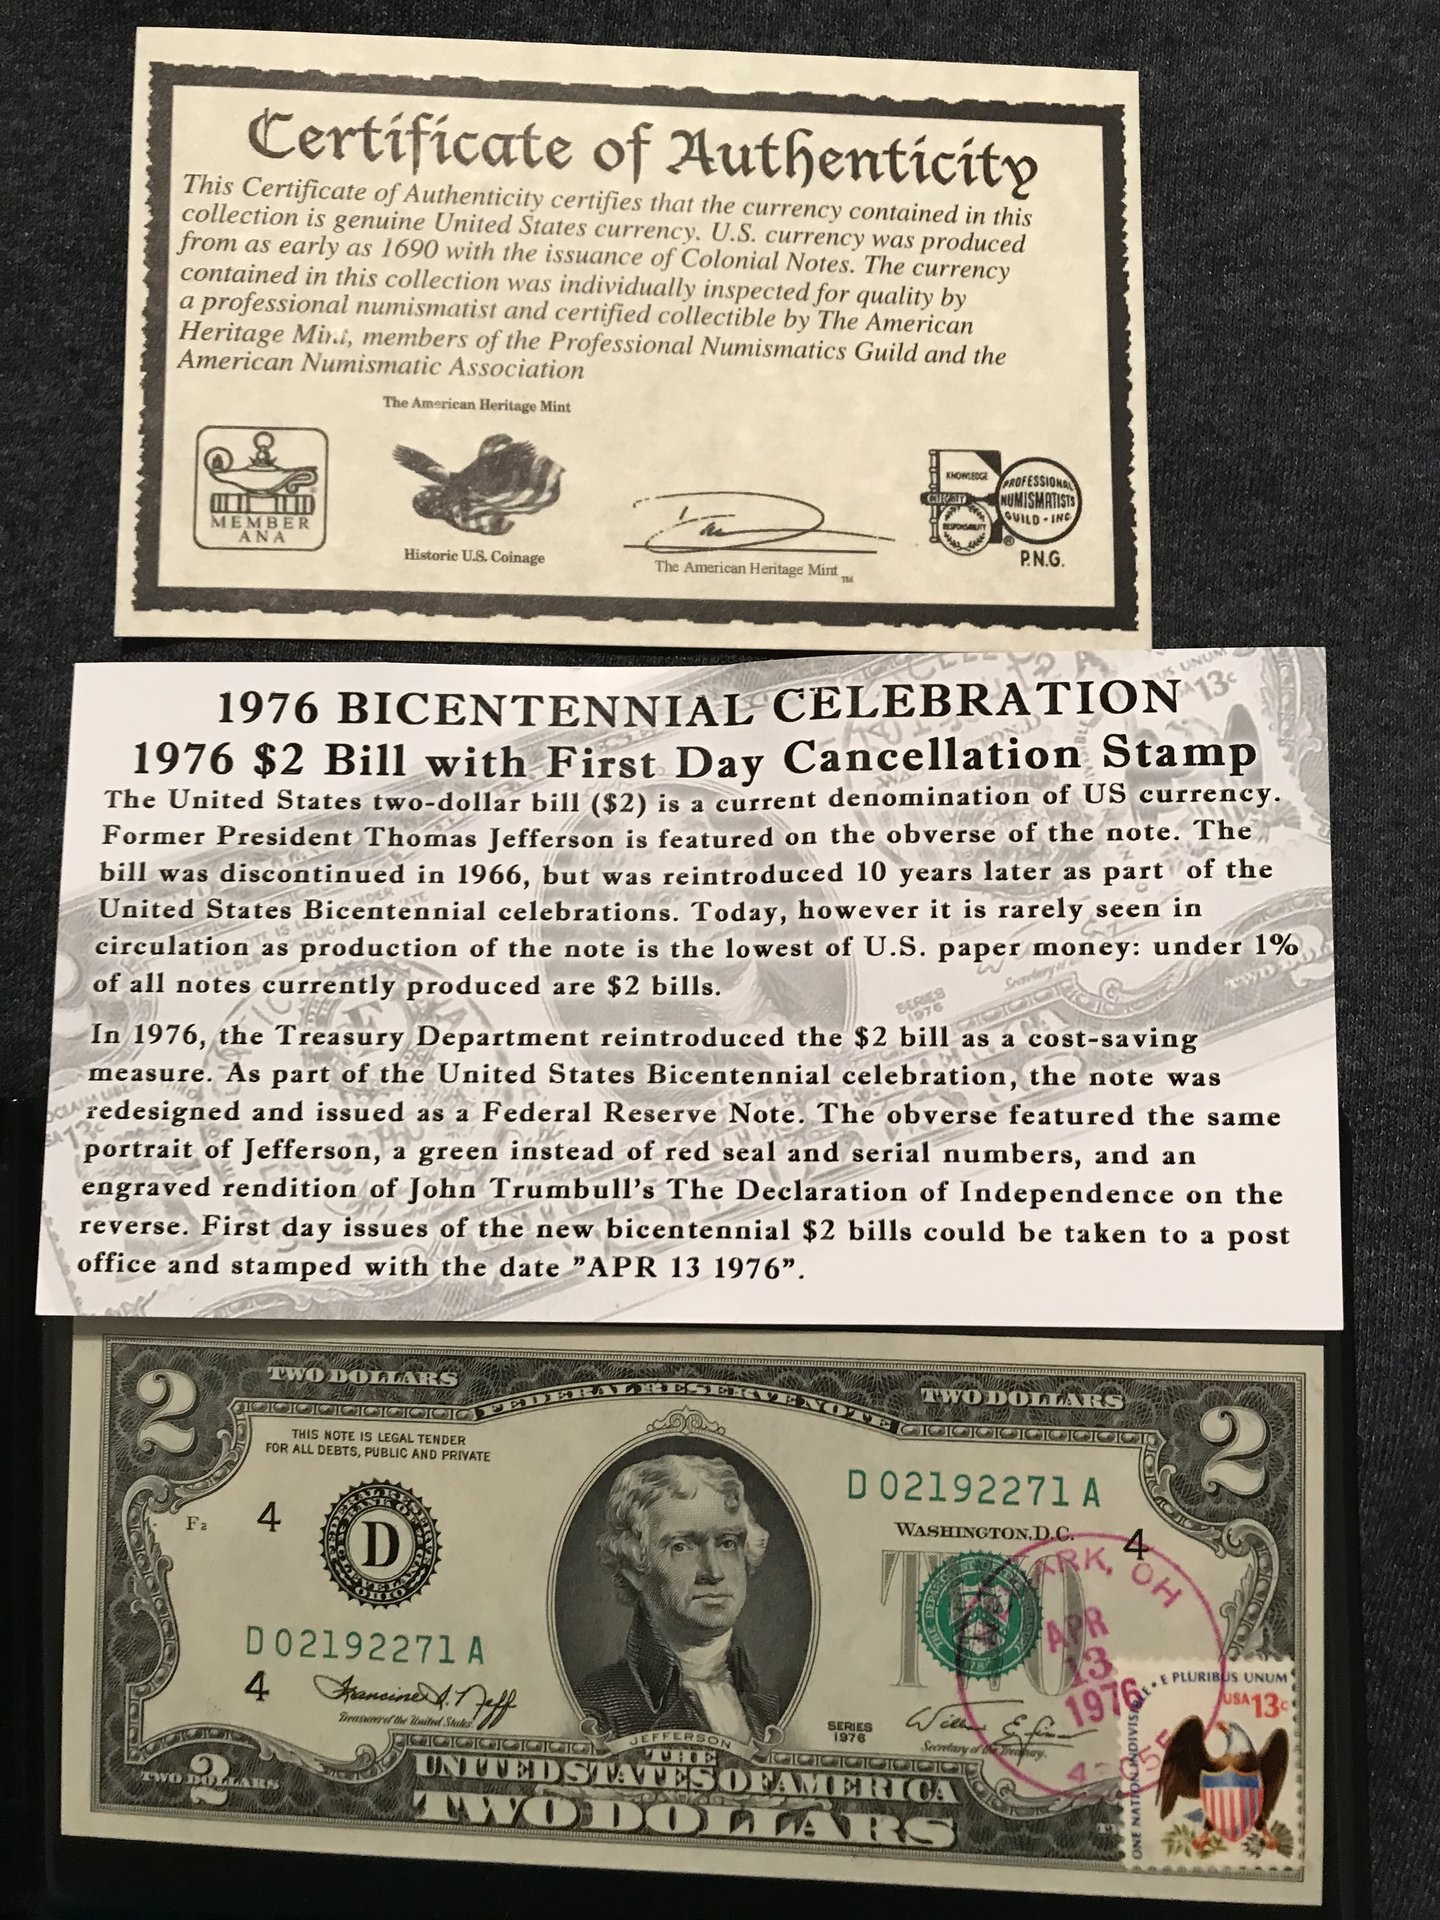 Certificate of Authenticity
This Certificate of Authenticity certifies that the currency contained in this
collection is genuine United States currency. U.S. currency was produced
from as early as 1690 with the issuance of Colonial Notes. The currency
contained in this collection was individually inspected for quality by
a professional numismatist and certified collectible by The American
Heritage Mint, members of the Professional Numismatics Guild and the
American Numismatic Association
The American Heritage Mint
MEMBER
ANA
Historic U.S. Coinage
The American Heritage Mint TM
KNOWLEDGE
INTEGRITY
RESPONSIBILITY
PROFESSIONAL
NUMISMATISTS
GUILD - INC
®
P.N.G.
1976 BICENTENNIAL CELEBRATION
1976 $2 Bill with First Day Cancellation Stamp
The United States two-dollar bill ($2) is a current denomination of US currency.
Former President Thomas Jefferson is featured on the obverse of the note. The
bill was discontinued in 1966, but was reintroduced 10 years later as part of the
United States Bicentennial celebrations. Today, however it is rarely seen in
circulation as production of the note is the lowest of U.S. paper money: under 1%
of all notes currently produced are $2 bills.
In 1976, the Treasury Department reintroduced the $2 bill as a cost-saving
measure. As part of the United States Bicentennial celebration, the note was
redesigned and issued as a Federal Reserve Note. The obverse featured the same
portrait of Jefferson, a green instead of red seal and serial numbers, and an
engraved rendition of John Trumbull's The Declaration of Independence on the
reverse. First day issues of the new bicentennial $2 bills could be taken to a post
office and stamped with the date "APR 13 1976".
SERIES
1976
13c
2
TWO DOLLARS
FEDERAL RESERVE NOTE
TWO DOLLARS
2
THIS NOTE IS LEGAL TENDER
FOR ALL DEBTS, PUBLIC AND PRIVATE
D 02192271 A
F2
4
D
WASHINGTON, D.C.
4
TWO
ARK, OH
APR
13
1976
D 02192271 A
4
Francine I. Neff
Treasurer of the United States.
SERIES
1976
Secretary of the Treasury.
JEFFERSON
THE
UNITED STATES OF AMERICA
TWO DOLLARS
TWO DOLLARS
2
E PLURIBUS UNUM
USA 13c
ONE NATION INDIVISIBLE